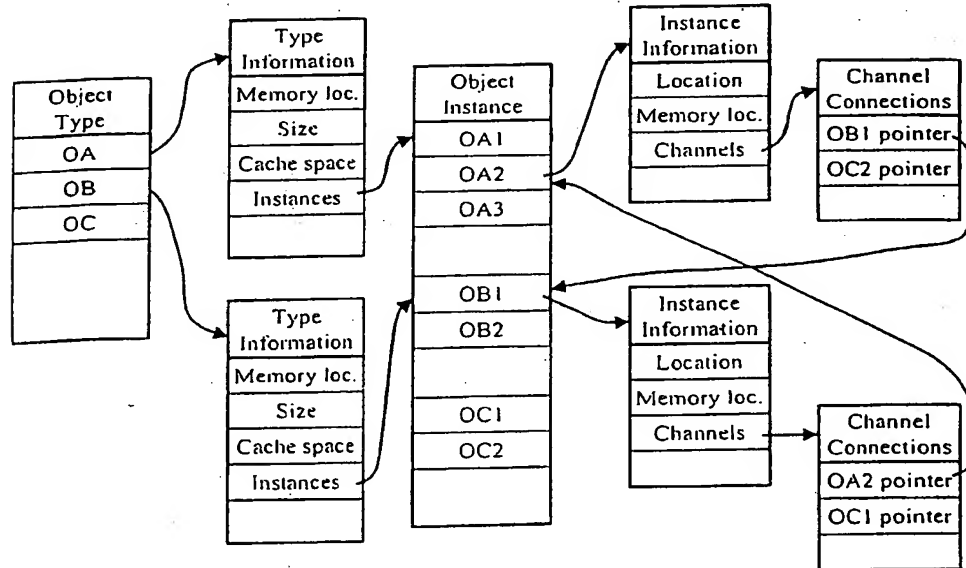 Object
Type
OA
OB
OC
Type
Information
Memory loc.
Size
Cache space
Instances
Type
Information
Memory loc.
Size
Cache space
Instances
Object
Instance
OA1
OA2
OA3
OB1
OB2
OC1
OC2
Instance
Information
Location
Memory loc.
Channels
Instance
Information
Location
Memory loc.
Channels
Channel
Connections
OB1 pointer
OC2 pointer
Channel
Connections
OA2 pointer
OC1 pointer